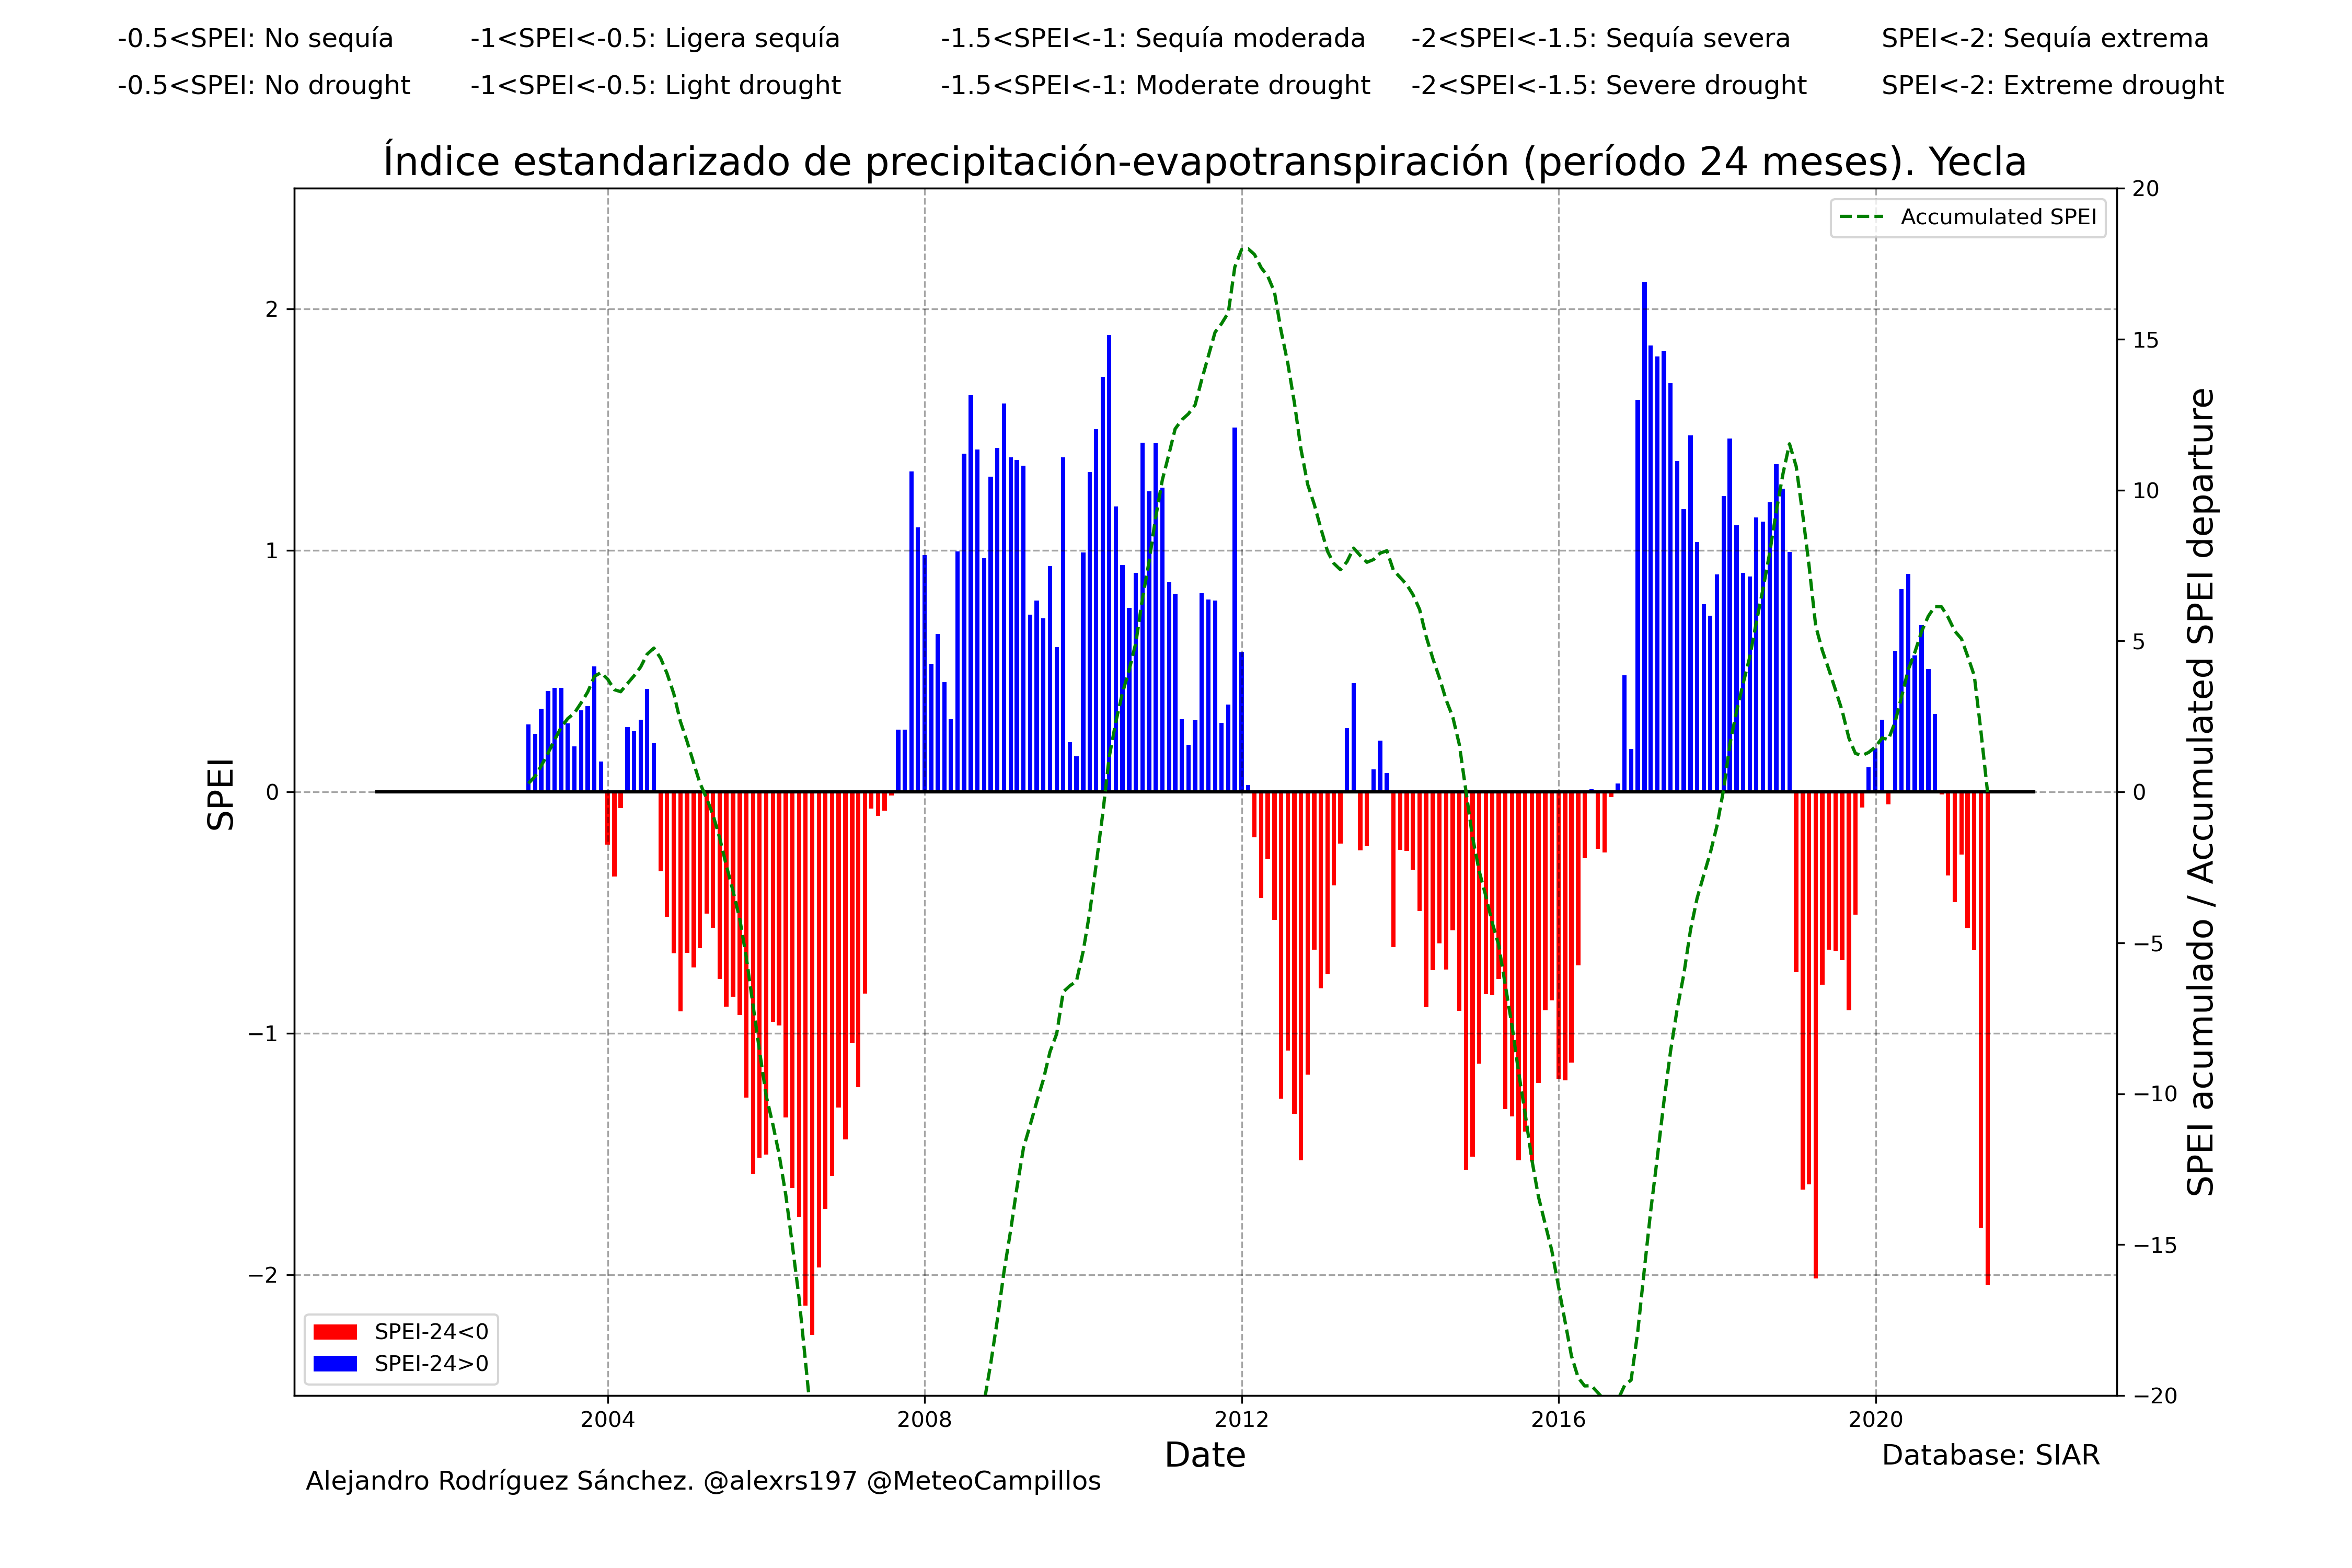 -0.5<SPEI: No sequía -1<SPEI<-0.5: Ligera sequía -1.5<SPEI<-1: Sequía moderada -2<SPEI<-1.5: Sequía severa SPEI<-2: Sequía extrema
-0.5<SPEI: No drought -1<SPEI<-0.5: Light drought -1.5<SPEI<-1: Moderate drought -2<SPEI<-1.5: Severe drought SPEI<-2: Extreme drought
Índice estandarizado de precipitación-evapotranspiración (período 24 meses). Yecla
Accumulated SPEI
SPEI
2
1
0
−1
−2
20
15
10
5
0
−5
−10
−15
−20
SPEI acumulado / Accumulated SPEI departure
SPEI-24<0
SPEI-24>0
2004 2008 2012 2016 2020
Date
Database: SIAR
Alejandro Rodríguez Sánchez. @alexrs197 @MeteoCampillos